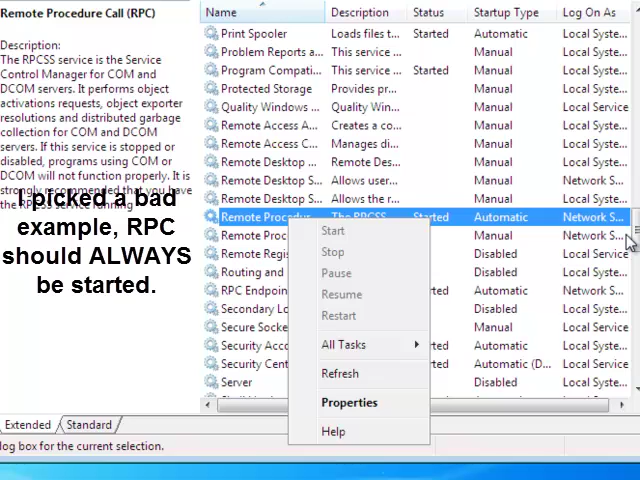 Remote Procedure Call (RPC)
Name Description Status Startup Type Log On As
Print Spooler Loads files t... Started Automatic Local Syste...
Description:
Problem Reports a... This service ... Manual Local Syste...
The RPCSS service is the Service
Program Compati... This service ... Started Manual Local Syste...
Control Manager for COM and
DCOM servers. It performs object
Protected Storage Provides pr... Manual Local Syste...
activations requests, object exporter
Quality Windows ... Quality Win... Manual Local Service
resolutions and distributed garbage
Remote Access A... Creates a co... Manual Local Syste...
collection for COM and DCOM
servers. If this service is stopped or
Remote Access C... Manages di... Manual Local Syste...
disabled, programs using COM or
Remote Desktop ... Remote Des... Manual Local Syste...
DCOM will not function properly. It is
Remote Desktop ... Allows user... Manual Network S...
strongly recommended that you have
Remote Desktop ... Allows the r... Manual Local Syste...
the RPCSS service running
I picked a bad
example, RPC
should ALWAYS
be started.
Remote Procedur... The RPCSS ... Started Automatic Network S...
Remote Proc Manual Network S...
Remote Regi Disabled Local Service
Routing and Disabled Local Syste...
RPC Endpoin rted Automatic Network S...
Secondary Lo Disabled Local Syste...
Secure Socke Manual Local Service
Security Acco rted Automatic Local Syste...
Security Cent rted Automatic (D... Local Service
Server Disabled Local Syste...
Start
Stop
Pause
Resume
Restart
All Tasks
Refresh
Properties
Help
Extended Standard
log box for the current selection.